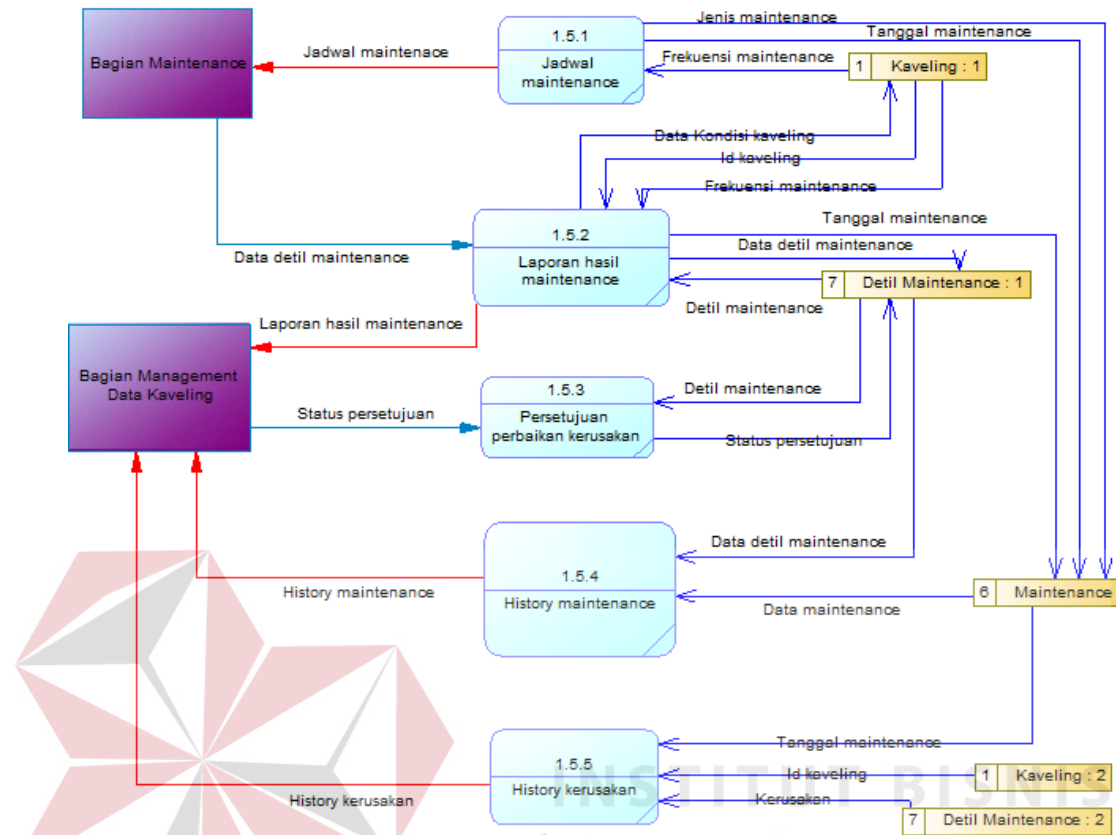 Jenis maintenance
1.5.1
Tanggal maintenance
Jadwal maintenace
Bagian Maintenance
Jadwal
maintenance
Frekuensi maintenance
1 Kaveling : 1
Data Kondisi kaveling
Id kaveling
Frekuensi maintenance
Tanggal maintenance
1.5.2
Data detil maintenance
Data detil maintenance
Laporan hasil
maintenance
7 Detil Maintenance : 1
Detil maintenance
Laporan hasil maintenance
Bagian Management
Data Kaveling
1.5.3
Detil maintenance
Status persetujuan
Persetujuan
perbaikan kerusakan
Status persetujuan
Data detil maintenance
1.5.4
History maintenance
History maintenance
6 Maintenance
Data maintenance
Tanggal maintenance
1.5.5
Id kaveling
1 Kaveling : 2
History kerusakan
History kerusakan
Kerusakan
7 Detil Maintenance : 2
INSTITUT BISNIS